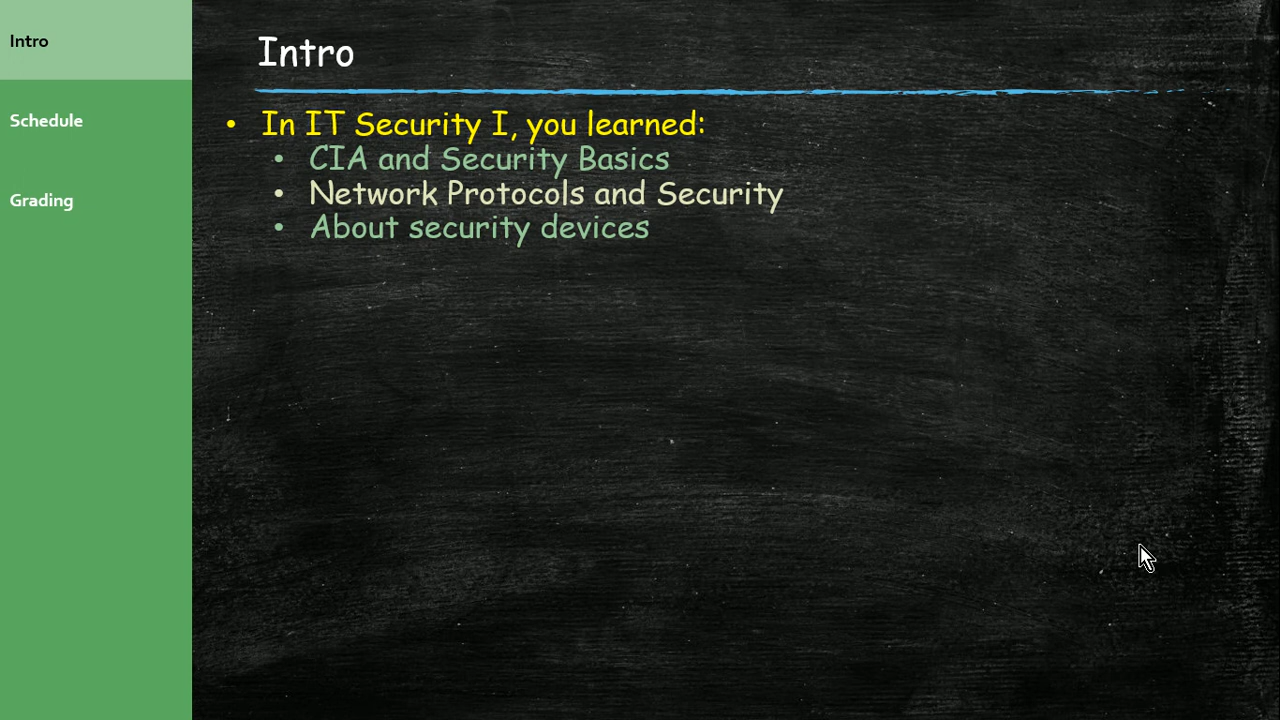 Intro
Schedule
Grading
Intro
• In IT Security I, you learned:
• CIA and Security Basics
• Network Protocols and Security
• About security devices